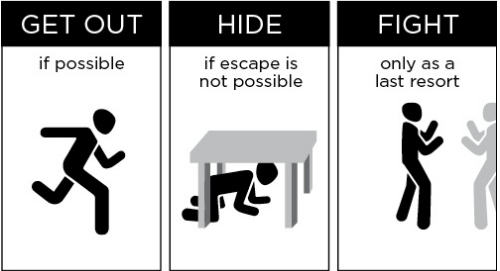 GET OUT
if possible
HIDE
if escape is
not possible
FIGHT
only as a
last resort